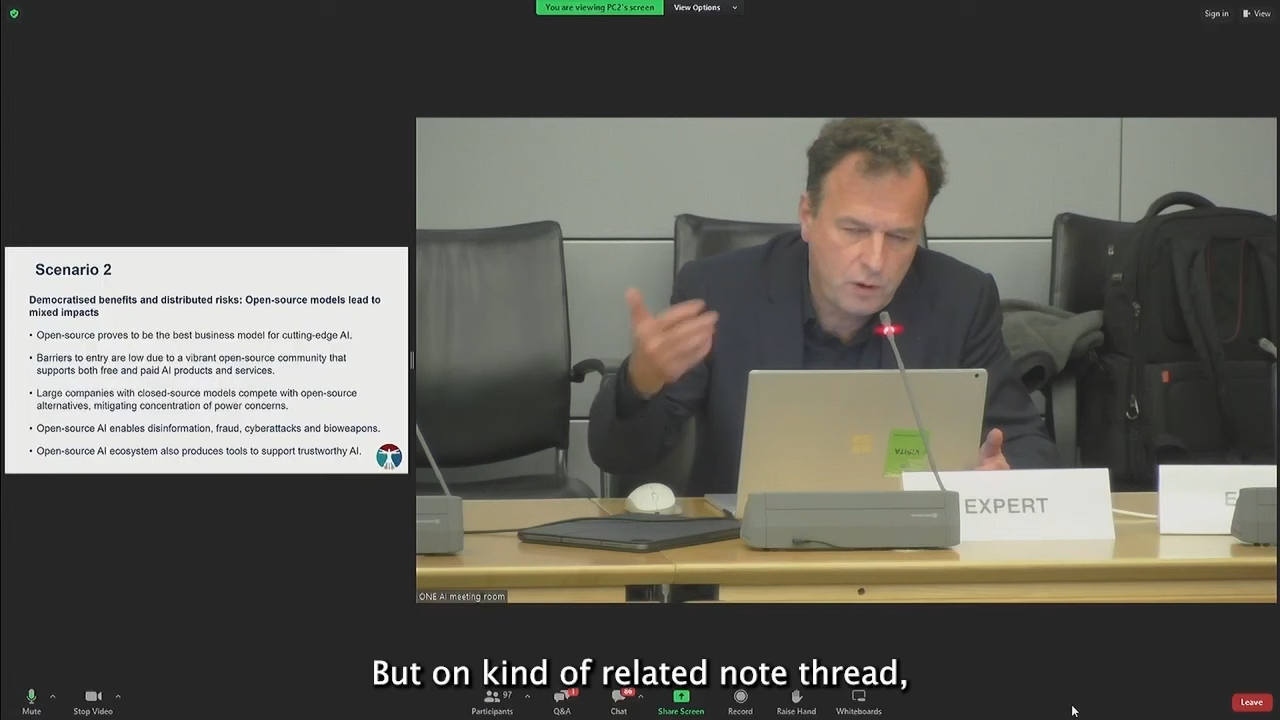 You are viewing PC2's screen
View Options
Sign in
View
Scenario 2
Democratised benefits and distributed risks: Open-source models lead to
mixed impacts
• Open-source proves to be the best business model for cutting-edge AI.
• Barriers to entry are low due to a vibrant open-source community that
supports both free and paid AI products and services.
• Large companies with closed-source models compete with open-source
alternatives, mitigating concentration of power concerns.
• Open-source AI enables disinformation, fraud, cyberattacks and bioweapons.
• Open-source AI ecosystem also produces tools to support trustworthy AI.
EXPERT
E
ONE AI meeting room
But on kind of related note thread,
Mute
Stop Video
Participants
97
Q&A
1
Chat
86
Share Screen
Record
Raise Hand
Whiteboards
Leave